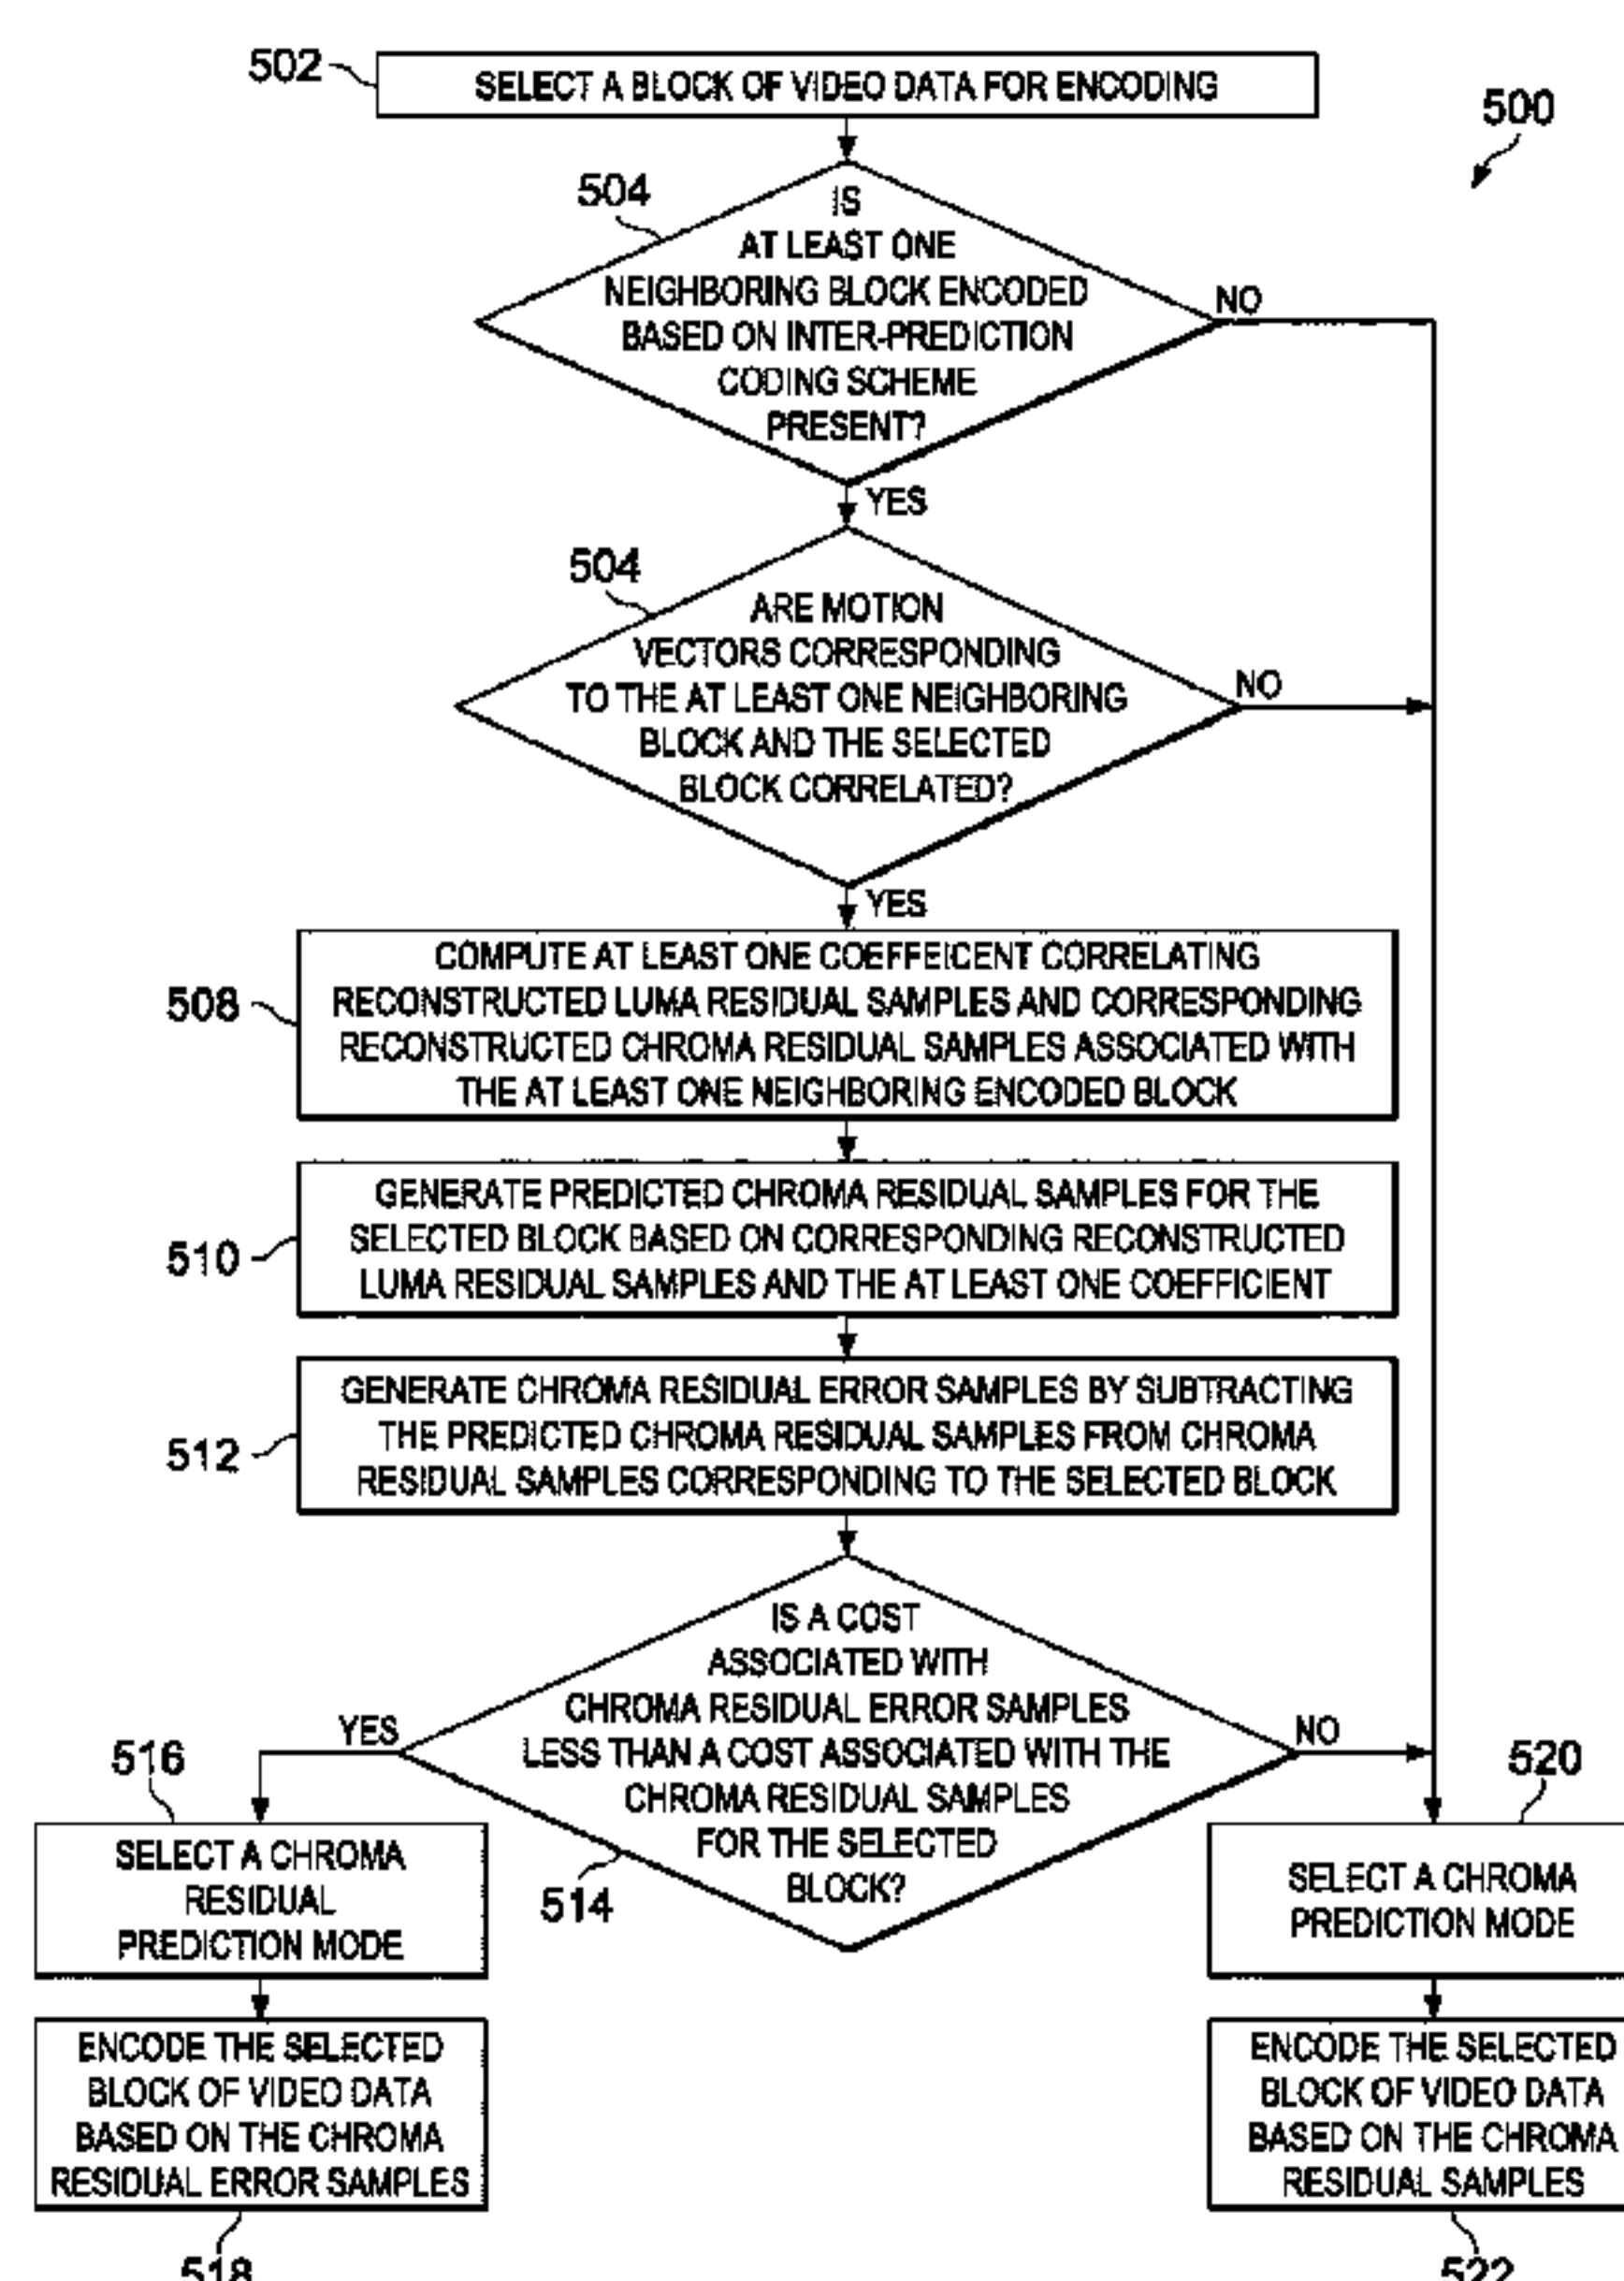 502
SELECT A BLOCK OF VIDEO DATA FOR ENCODING
500
504
IS
AT LEAST ONE
NEIGHBORING BLOCK ENCODED
BASED ON INTER-PREDICTION
CODING SCHEME
PRESENT?
NO
YES
504
ARE MOTION
VECTORS CORRESPONDING
TO THE AT LEAST ONE NEIGHBORING
BLOCK AND THE SELECTED
BLOCK CORRELATED?
NO
YES
508
COMPUTE AT LEAST ONE COEFFEICENT CORRELATING
RECONSTRUCTED LUMA RESIDUAL SAMPLES AND CORRESPONDING
RECONSTRUCTED CHROMA RESIDUAL SAMPLES ASSOCIATED WITH
THE AT LEAST ONE NEIGHBORING ENCODED BLOCK
510
GENERATE PREDICTED CHROMA RESIDUAL SAMPLES FOR THE
SELECTED BLOCK BASED ON CORRESPONDING RECONSTRUCTED
LUMA RESIDUAL SAMPLES AND THE AT LEAST ONE COEFFICIENT
512
GENERATE CHROMA RESIDUAL ERROR SAMPLES BY SUBTRACTING
THE PREDICTED CHROMA RESIDUAL SAMPLES FROM CHROMA
RESIDUAL SAMPLES CORRESPONDING TO THE SELECTED BLOCK
IS A COST
ASSOCIATED WITH
CHROMA RESIDUAL ERROR SAMPLES
LESS THAN A COST ASSOCIATED WITH THE
CHROMA RESIDUAL SAMPLES
FOR THE SELECTED
BLOCK?
514
YES
NO
516
SELECT A CHROMA
RESIDUAL
PREDICTION MODE
520
SELECT A CHROMA
PREDICTION MODE
ENCODE THE SELECTED
BLOCK OF VIDEO DATA
BASED ON THE CHROMA
RESIDUAL ERROR SAMPLES
518
ENCODE THE SELECTED
BLOCK OF VIDEO DATA
BASED ON THE CHROMA
RESIDUAL SAMPLES
522